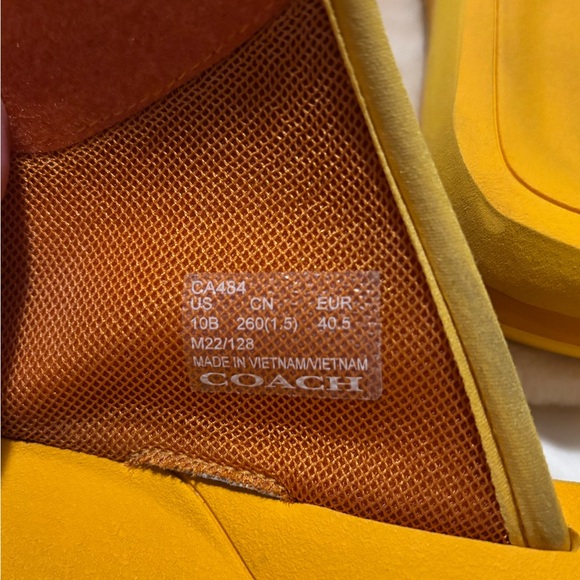 CA484
US CN EUR
10B 260(1.5) 40.5
M22/128
MADE IN VIETNAM/VIETNAM
COACH